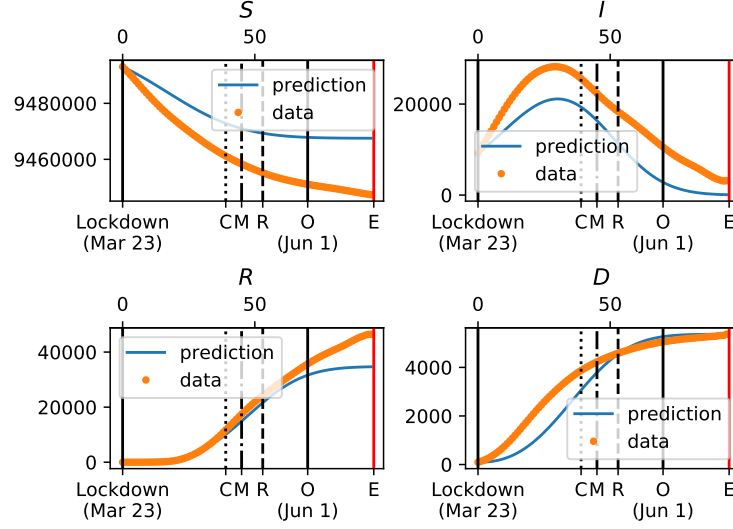 S
0 50
prediction
data
9480000
9460000
Lockdown C M R O E
(Mar 23) (Jun 1)
I
0 50
prediction
data
20000
0
Lockdown C M R O E
(Mar 23) (Jun 1)
R
0 50
prediction
data
40000
20000
0
Lockdown C M R O E
(Mar 23) (Jun 1)
D
0 50
prediction
data
4000
2000
0
Lockdown C M R O E
(Mar 23) (Jun 1)